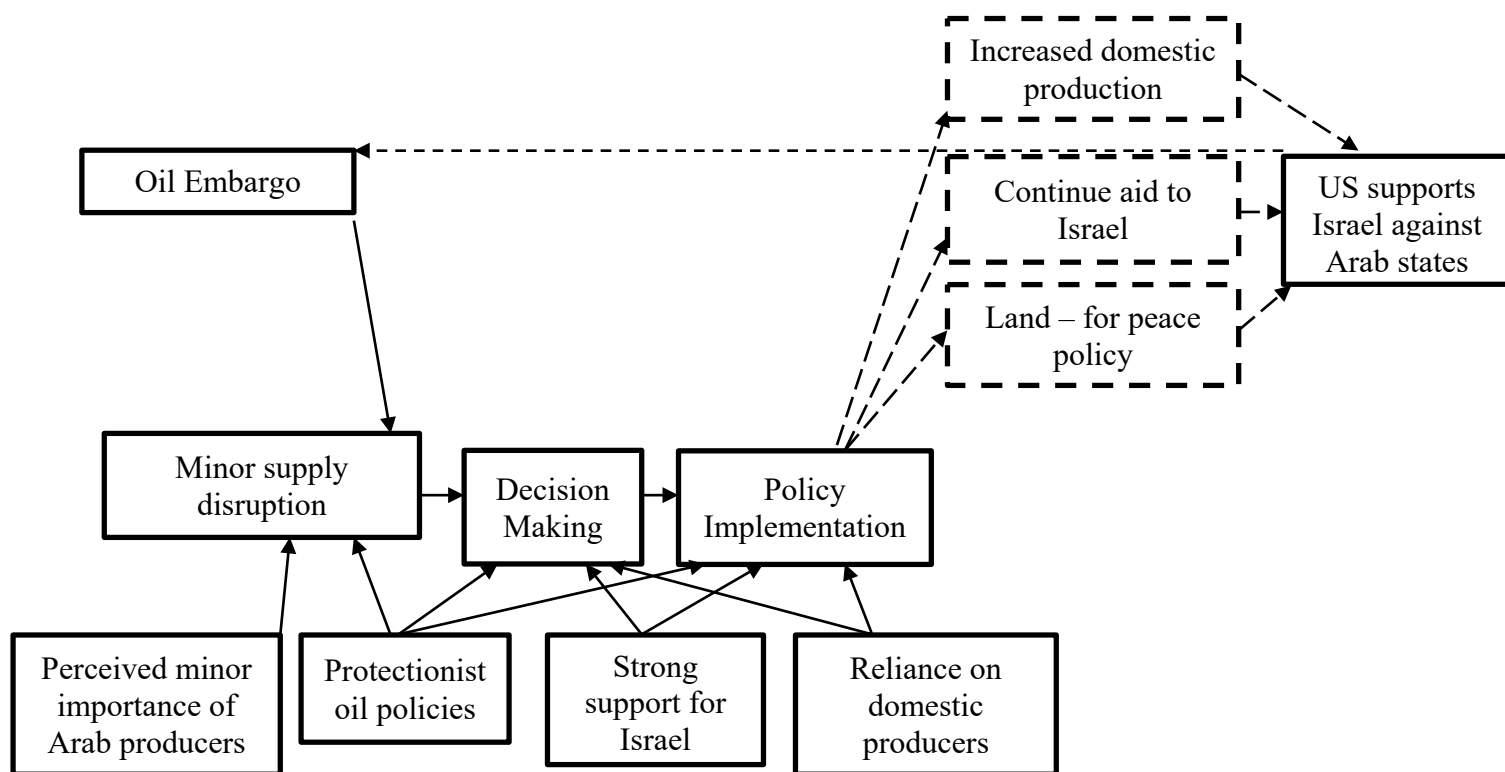 Increased domestic
production
Oil Embargo
Continue aid to
Israel
US supports
Israel against
Arab states
Land – for peace
policy
Minor supply
disruption
Decision
Making
Policy
Implementation
Perceived minor
importance of
Arab producers
Protectionist
oil policies
Strong
support for
Israel
Reliance on
domestic
producers